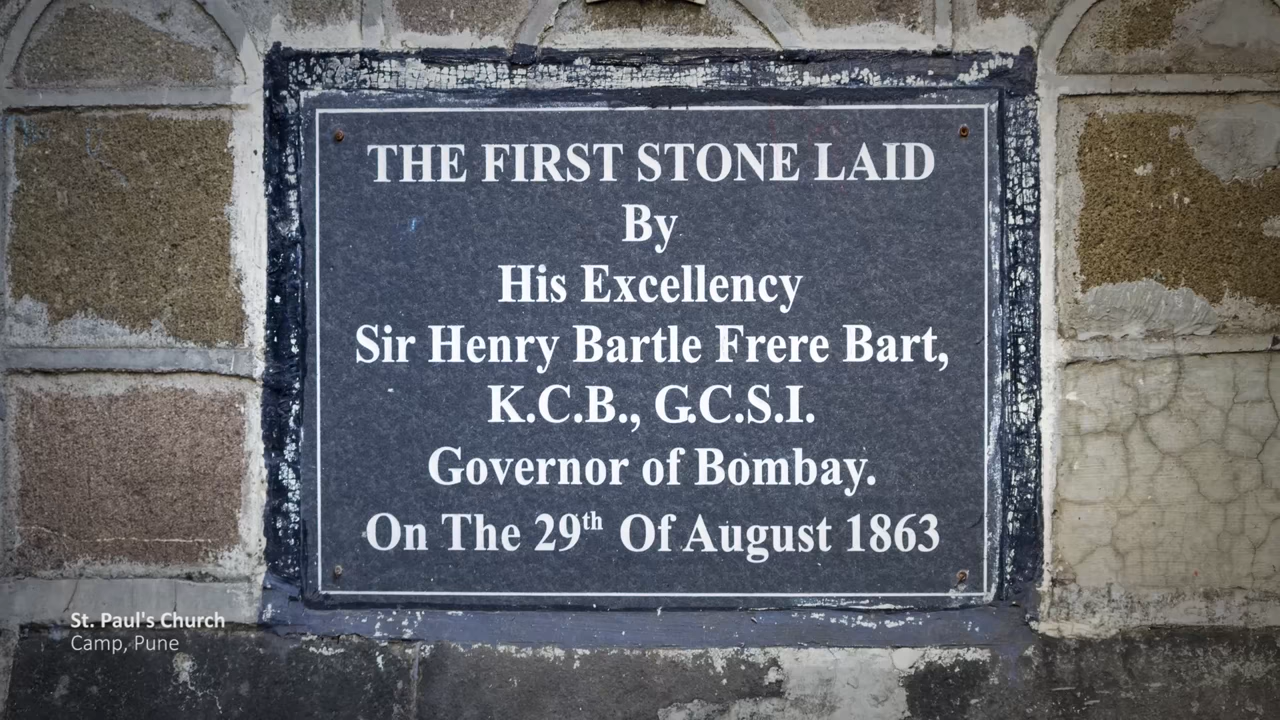 THE FIRST STONE LAID
By
His Excellency
Sir Henry Bartle Frere Bart,
K.C.B., G.C.S.I.
Governor of Bombay.
On The 29th Of August 1863
St. Paul's Church
Camp, Pune